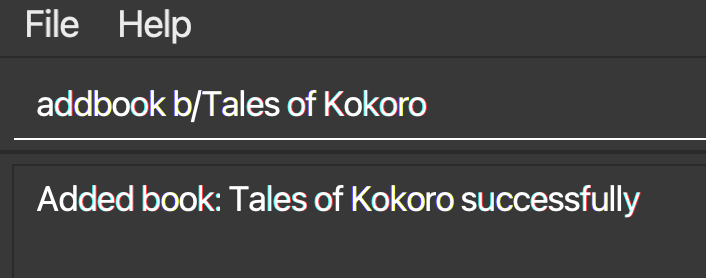 File Help
addbook b/Tales of Kokoro
Added book: Tales of Kokoro successfully